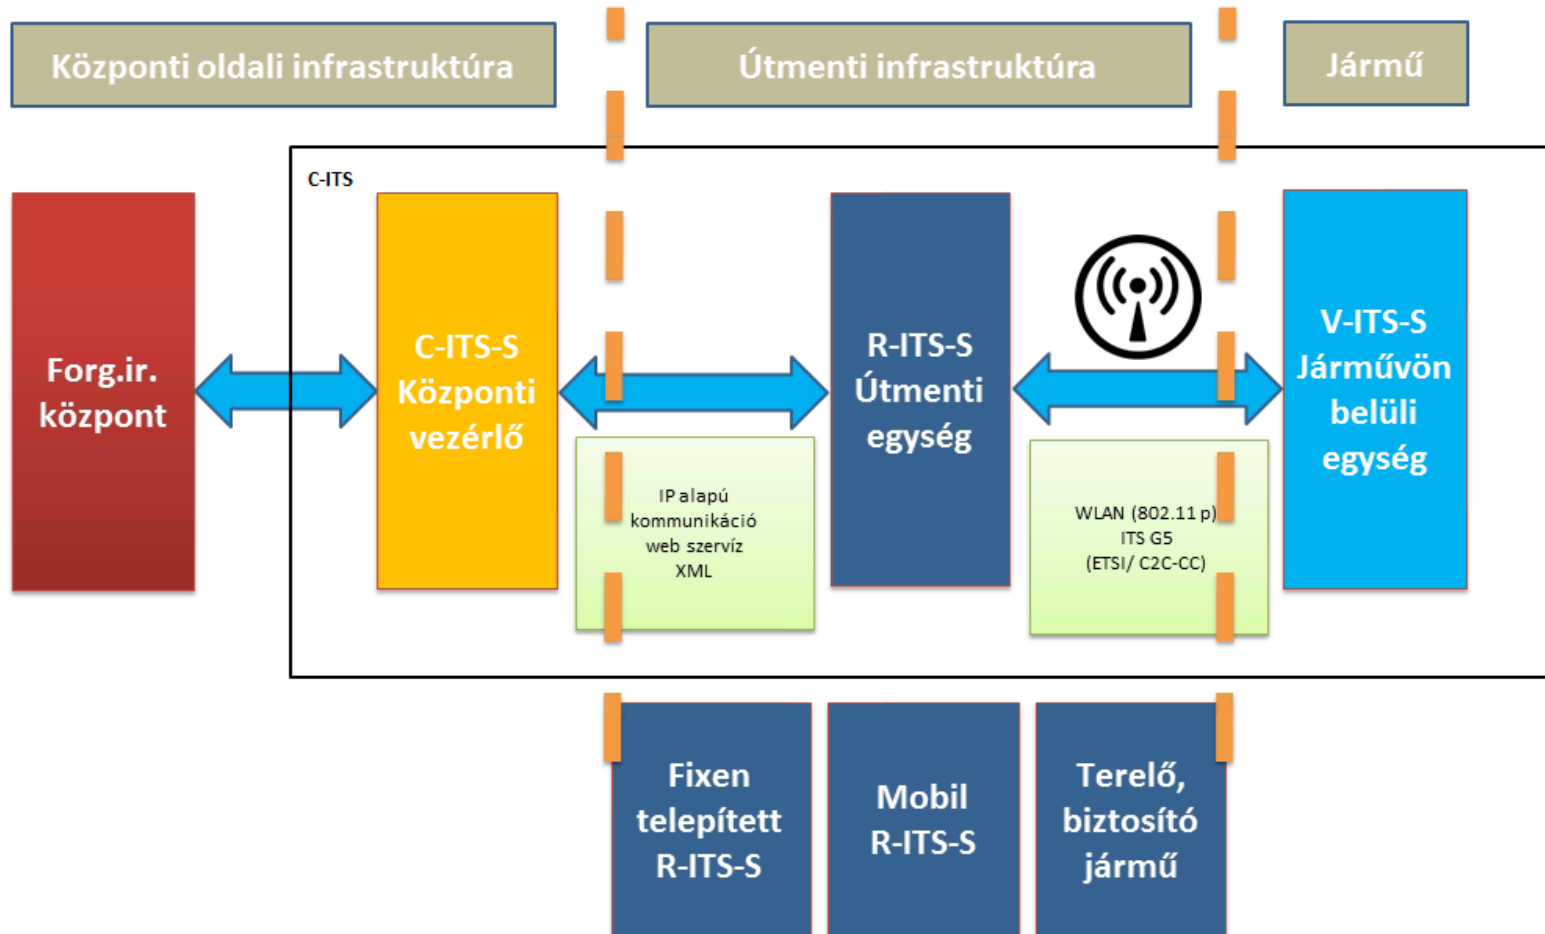 Központi oldali infrastruktúra
Útmenti infrastruktúra
Jármű
C-ITS
Forg.ir.
központ
C-ITS-S
Központi
vezérlő
IP alapú
kommunikáció
web szervíz
XML
R-ITS-S
Útmenti
egység
WLAN (802.11 p)
ITS G5
(ETSI/ C2C-CC)
V-ITS-S
Járművön
belüli
egység
Fixen
telepített
R-ITS-S
Mobil
R-ITS-S
Terelő,
biztosító
jármű